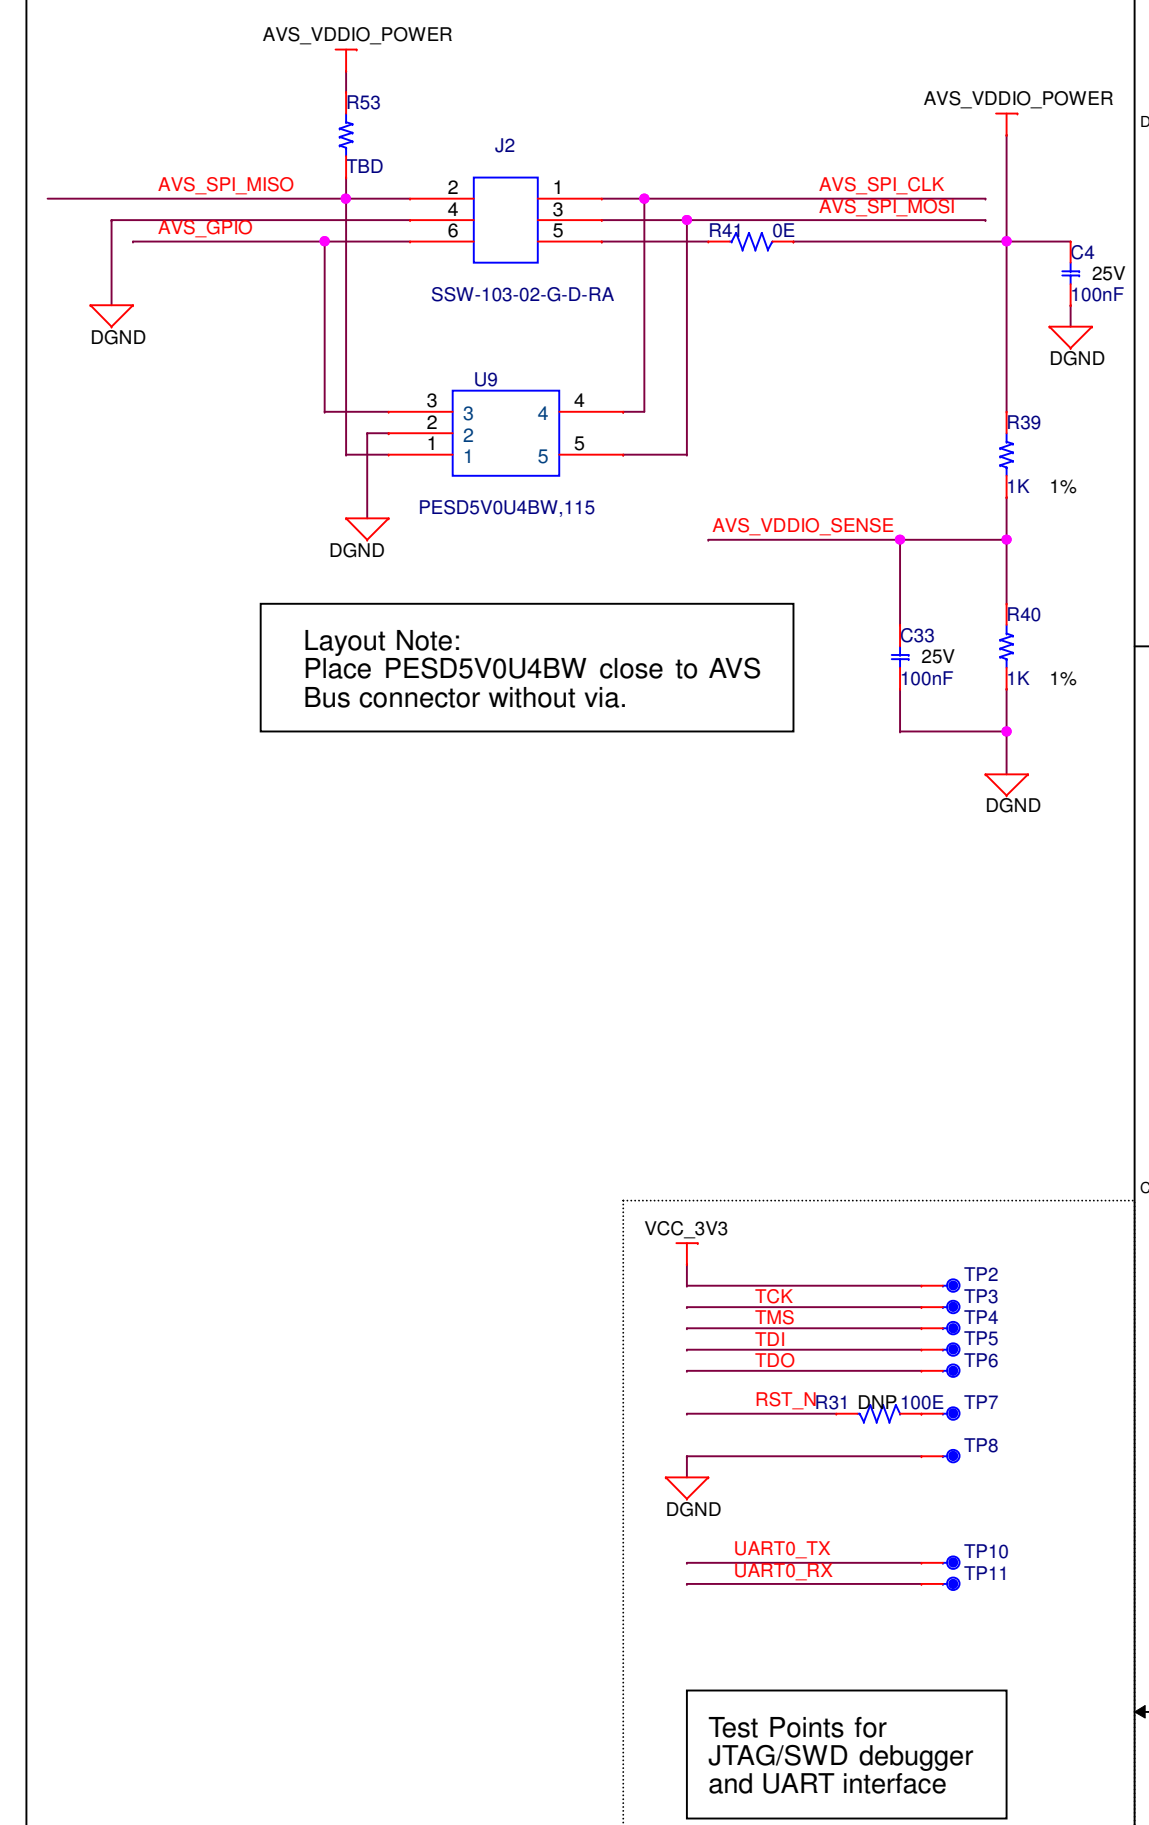 AVS_VDDIO_POWER
R53
TBD
AVS_VDDIO_POWER
D
J2
AVS_SPI_MISO
2
1
AVS_SPI_CLK
4
3
AVS_SPI_MOSI
AVS_GPIO
6
5
R41 0E
C4
25V
100nF
SSW-103-02-G-D-RA
DGND
DGND
U9
3
3
4
4
2
2
1
1
5
5
PESD5V0U4BW,115
DGND
R39
1K 1%
AVS_VDDIO_SENSE
R40
1K 1%
C33
25V
100nF
DGND
Layout Note:
Place PESD5V0U4BW close to AVS
Bus connector without via.
C
VCC_3V3
TP2
TCK
TP3
TMS
TP4
TDI
TP5
TDO
TP6
RST_N
R31 DNP 100E
TP7
TP8
DGND
UART0_TX
TP10
UART0_RX
TP11
Test Points for
JTAG/SWD debugger
and UART interface